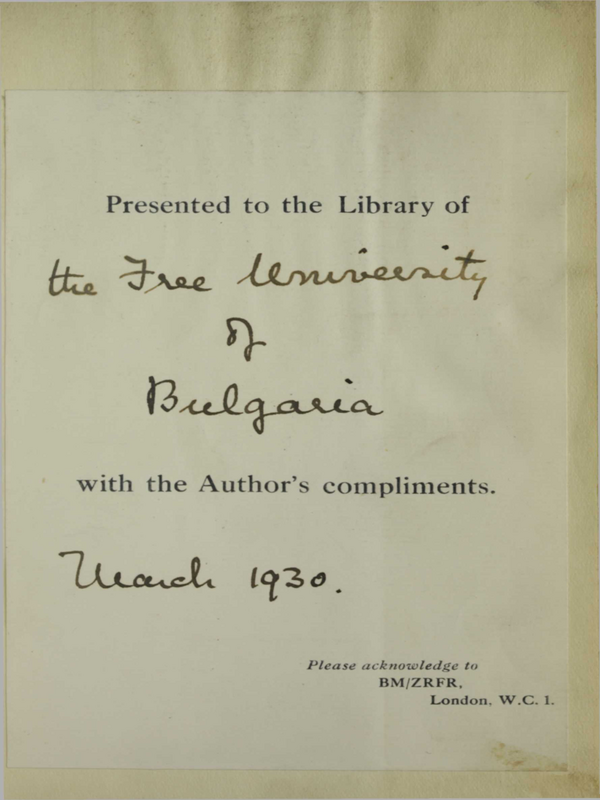 Presented to the Library of
the Free University
of
Bulgaria
with the Author's compliments.
March 1930.
Please acknowledge to
BM/ZRFR,
London, W.C. 1.